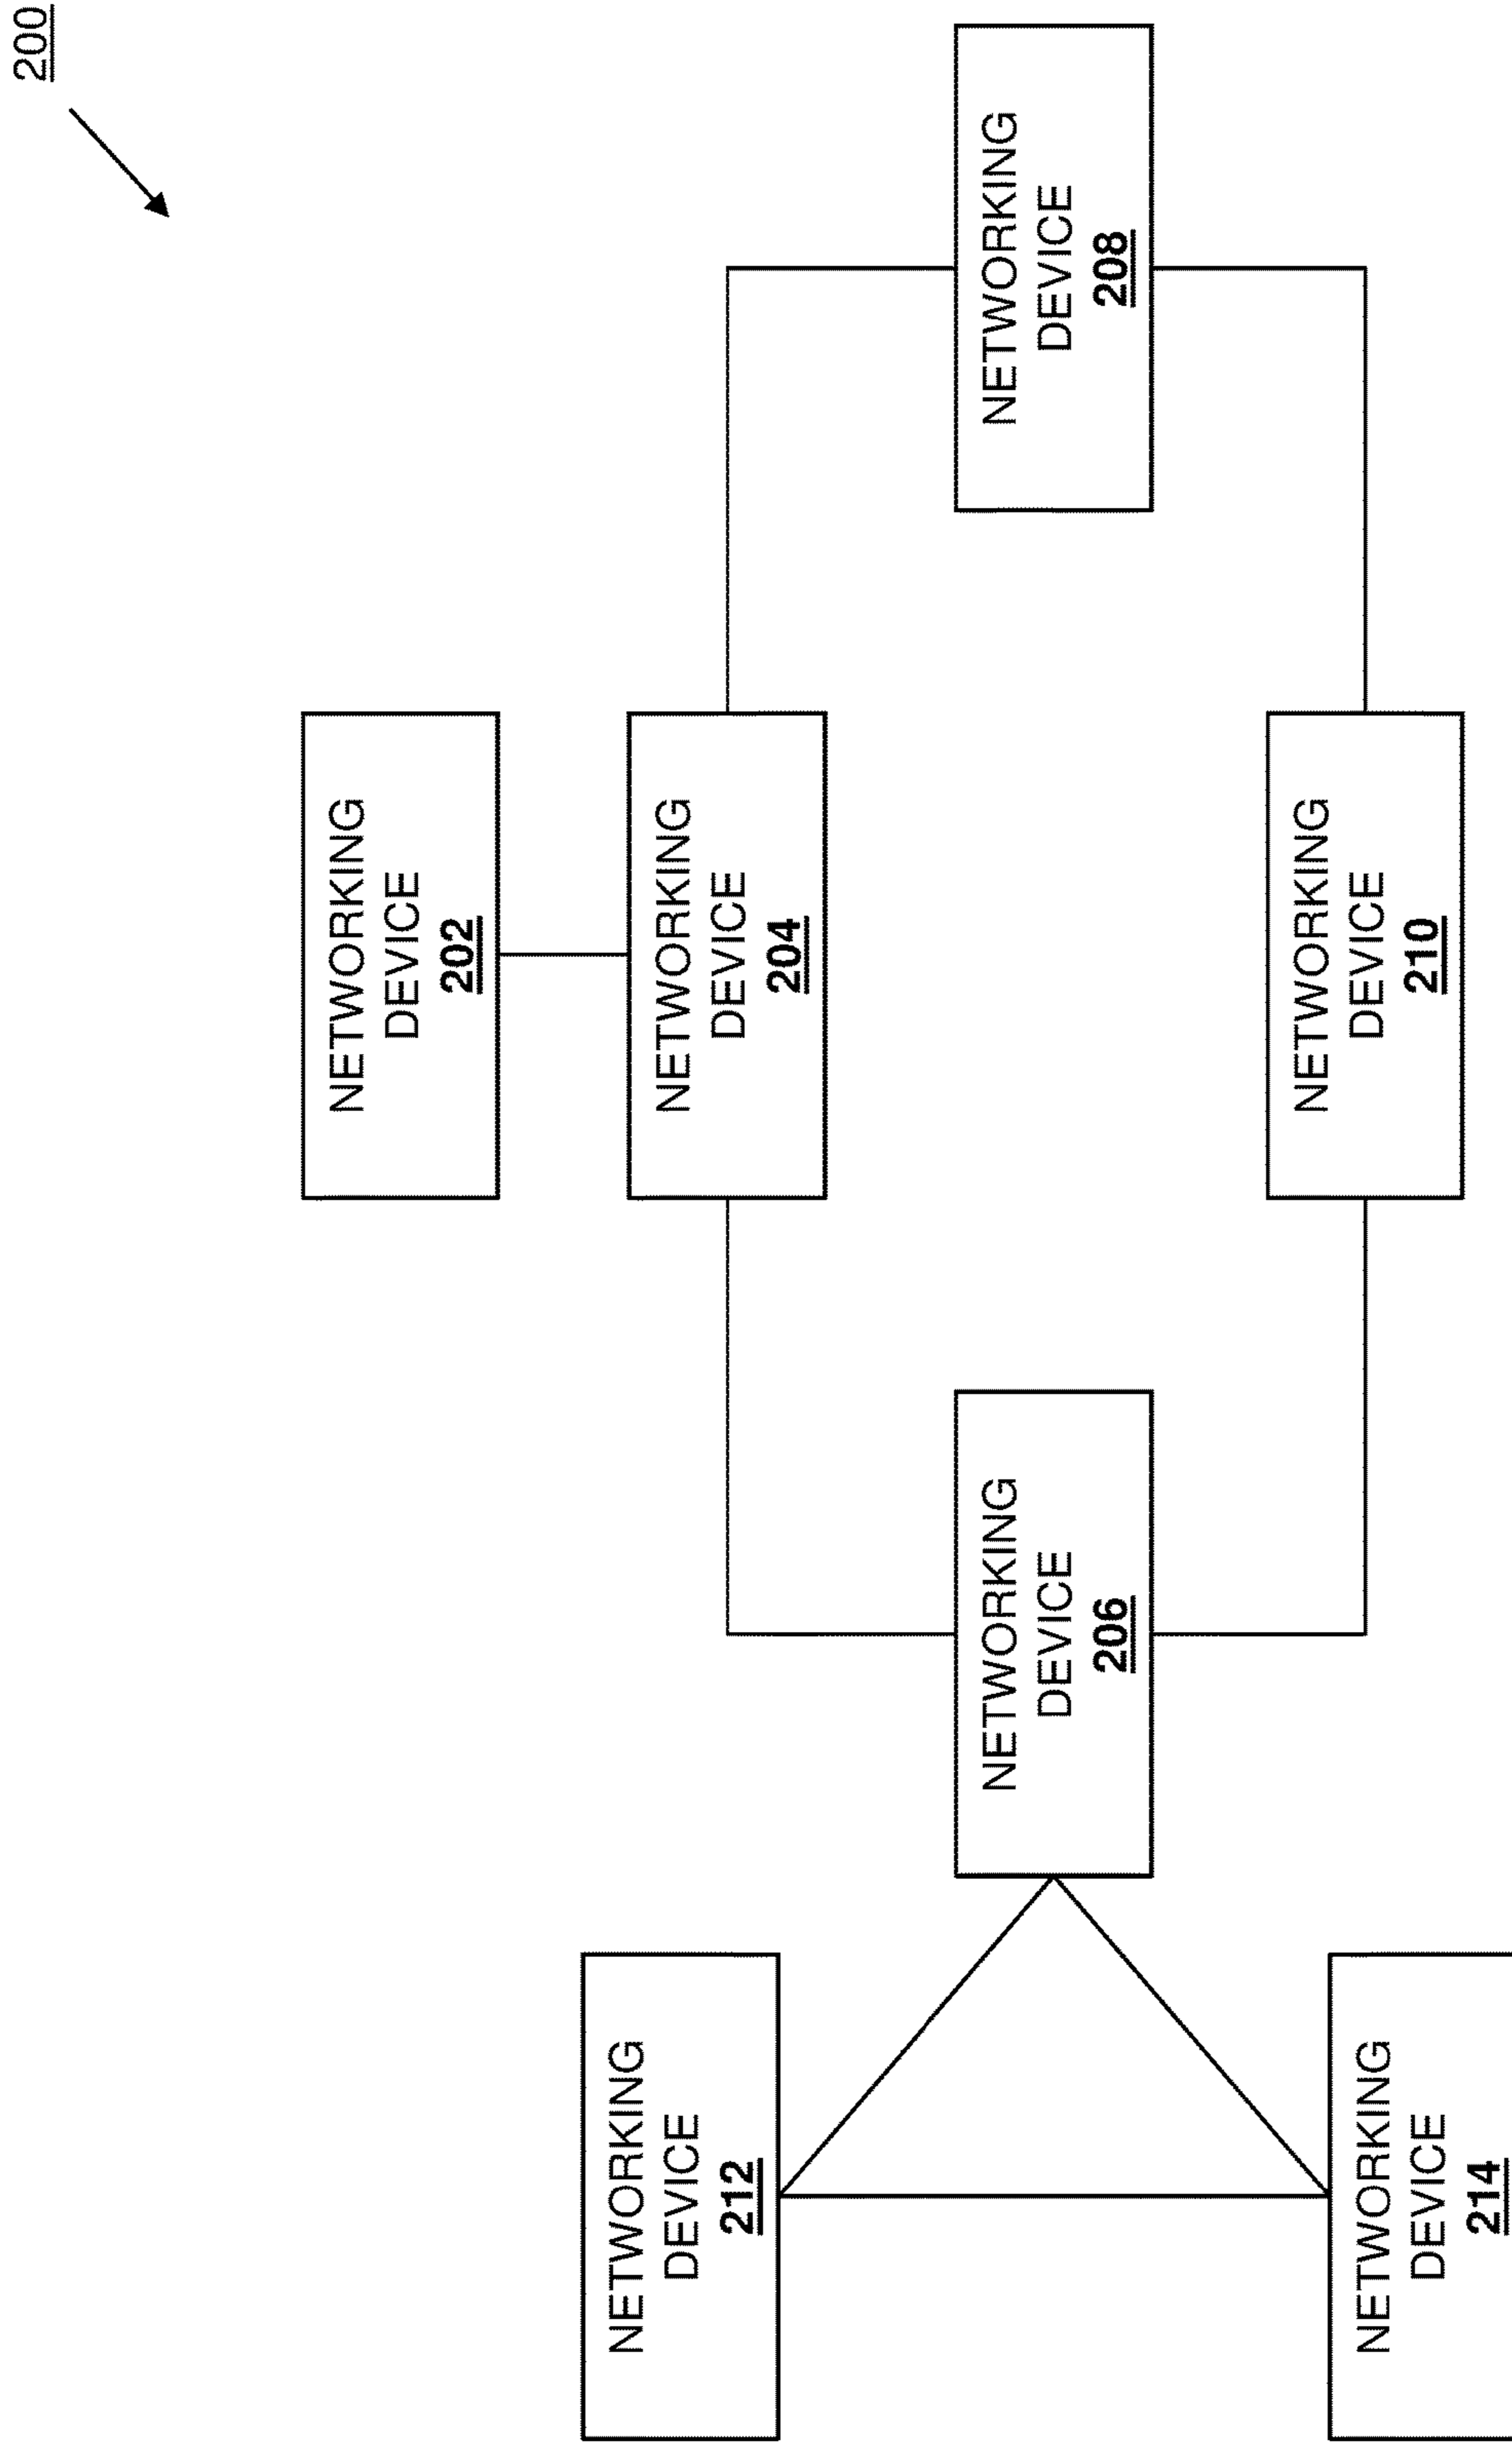 200
NETWORKING
DEVICE
202
NETWORKING
DEVICE
204
NETWORKING
DEVICE
212
NETWORKING
DEVICE
206
NETWORKING
DEVICE
208
NETWORKING
DEVICE
210
NETWORKING
DEVICE
214